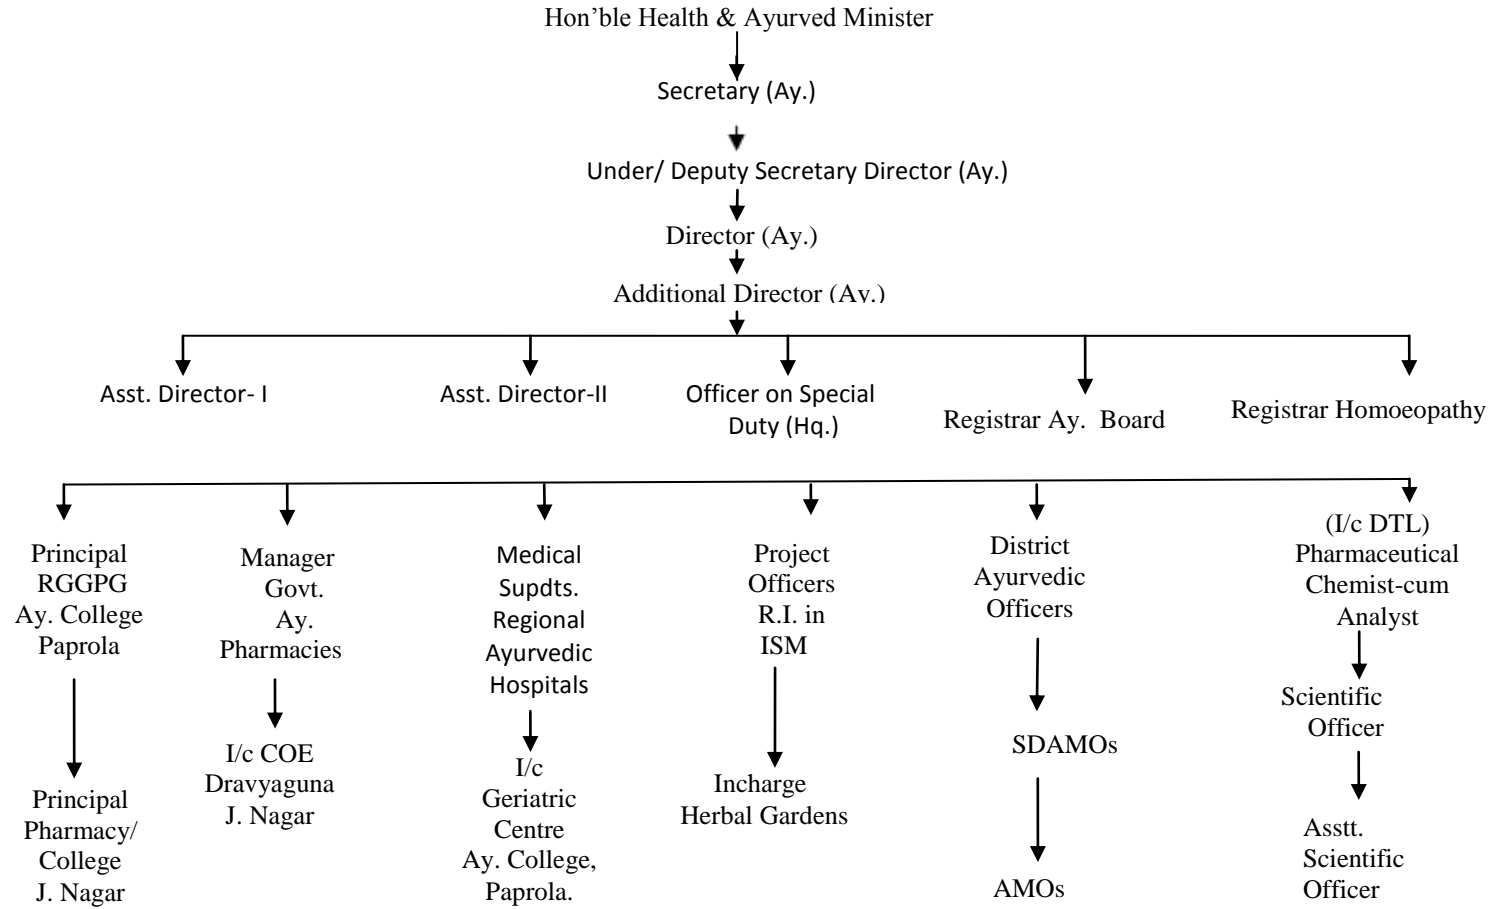 Hon’ble Health & Ayurved Minister
Secretary (Ay.)
Under/ Deputy Secretary Director (Ay.)
Director (Ay.)
Additional Director (Ay.)
Asst. Director- I
Asst. Director-II
Officer on Special
Duty (Hq.)
Registrar Ay. Board
Registrar Homoeopathy
Principal
RGGPG
Ay. College
Paprola
Manager
Govt.
Ay.
Pharmacies
Medical
Supdts.
Regional
Ayurvedic
Hospitals
Project
Officers
R.I. in
ISM
District
Ayurvedic
Officers
(I/c DTL)
Pharmaceutical
Chemist-cum
Analyst
Principal
Pharmacy/
College
J. Nagar
I/c COE
Dravyaguna
J. Nagar
I/c
Geriatric
Centre
Ay. College,
Paprola.
Incharge
Herbal Gardens
SDAMOs
AMOs
Scientific
Officer
Asstt.
Scientific
Officer